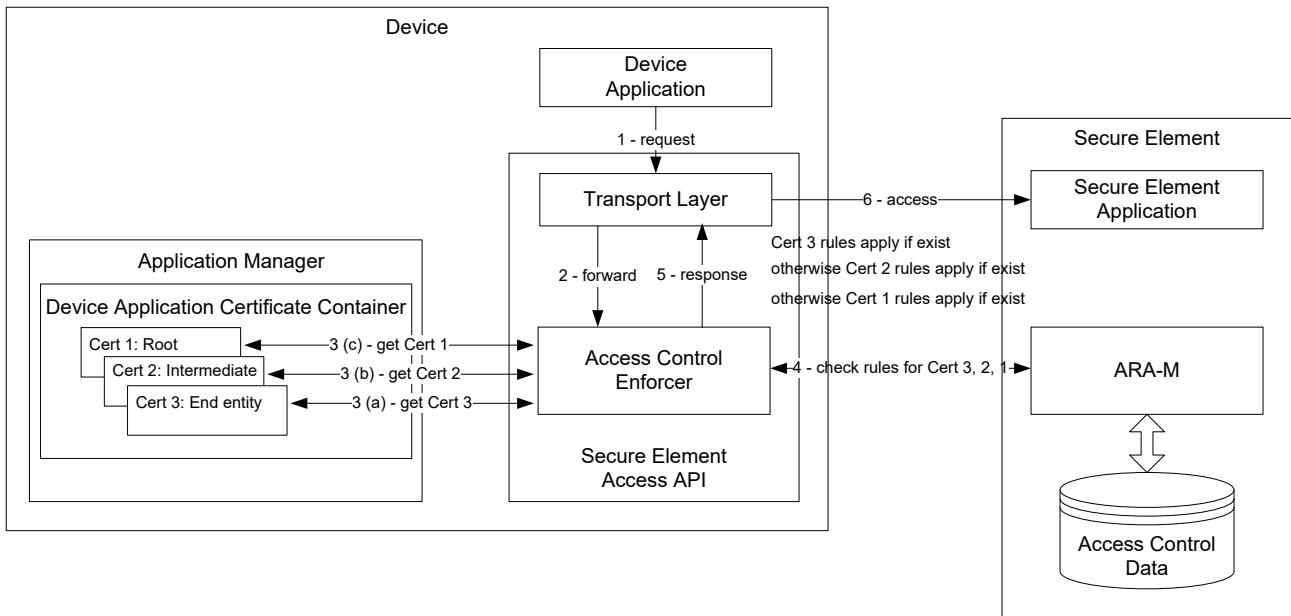 Device
Device
Application
1 - request
Secure Element
Transport Layer
6 - access
Secure Element
Application
Cert 3 rules apply if exist
otherwise Cert 2 rules apply if exist
otherwise Cert 1 rules apply if exist
2 - forward
5 - response
Application Manager
Device Application Certificate Container
Cert 1: Root
Cert 2: Intermediate
Cert 3: End entity
3 (c) - get Cert 1
3 (b) - get Cert 2
3 (a) - get Cert 3
Access Control
Enforcer
4 - check rules for Cert 3, 2, 1
ARA-M
Secure Element
Access API
Access Control
Data